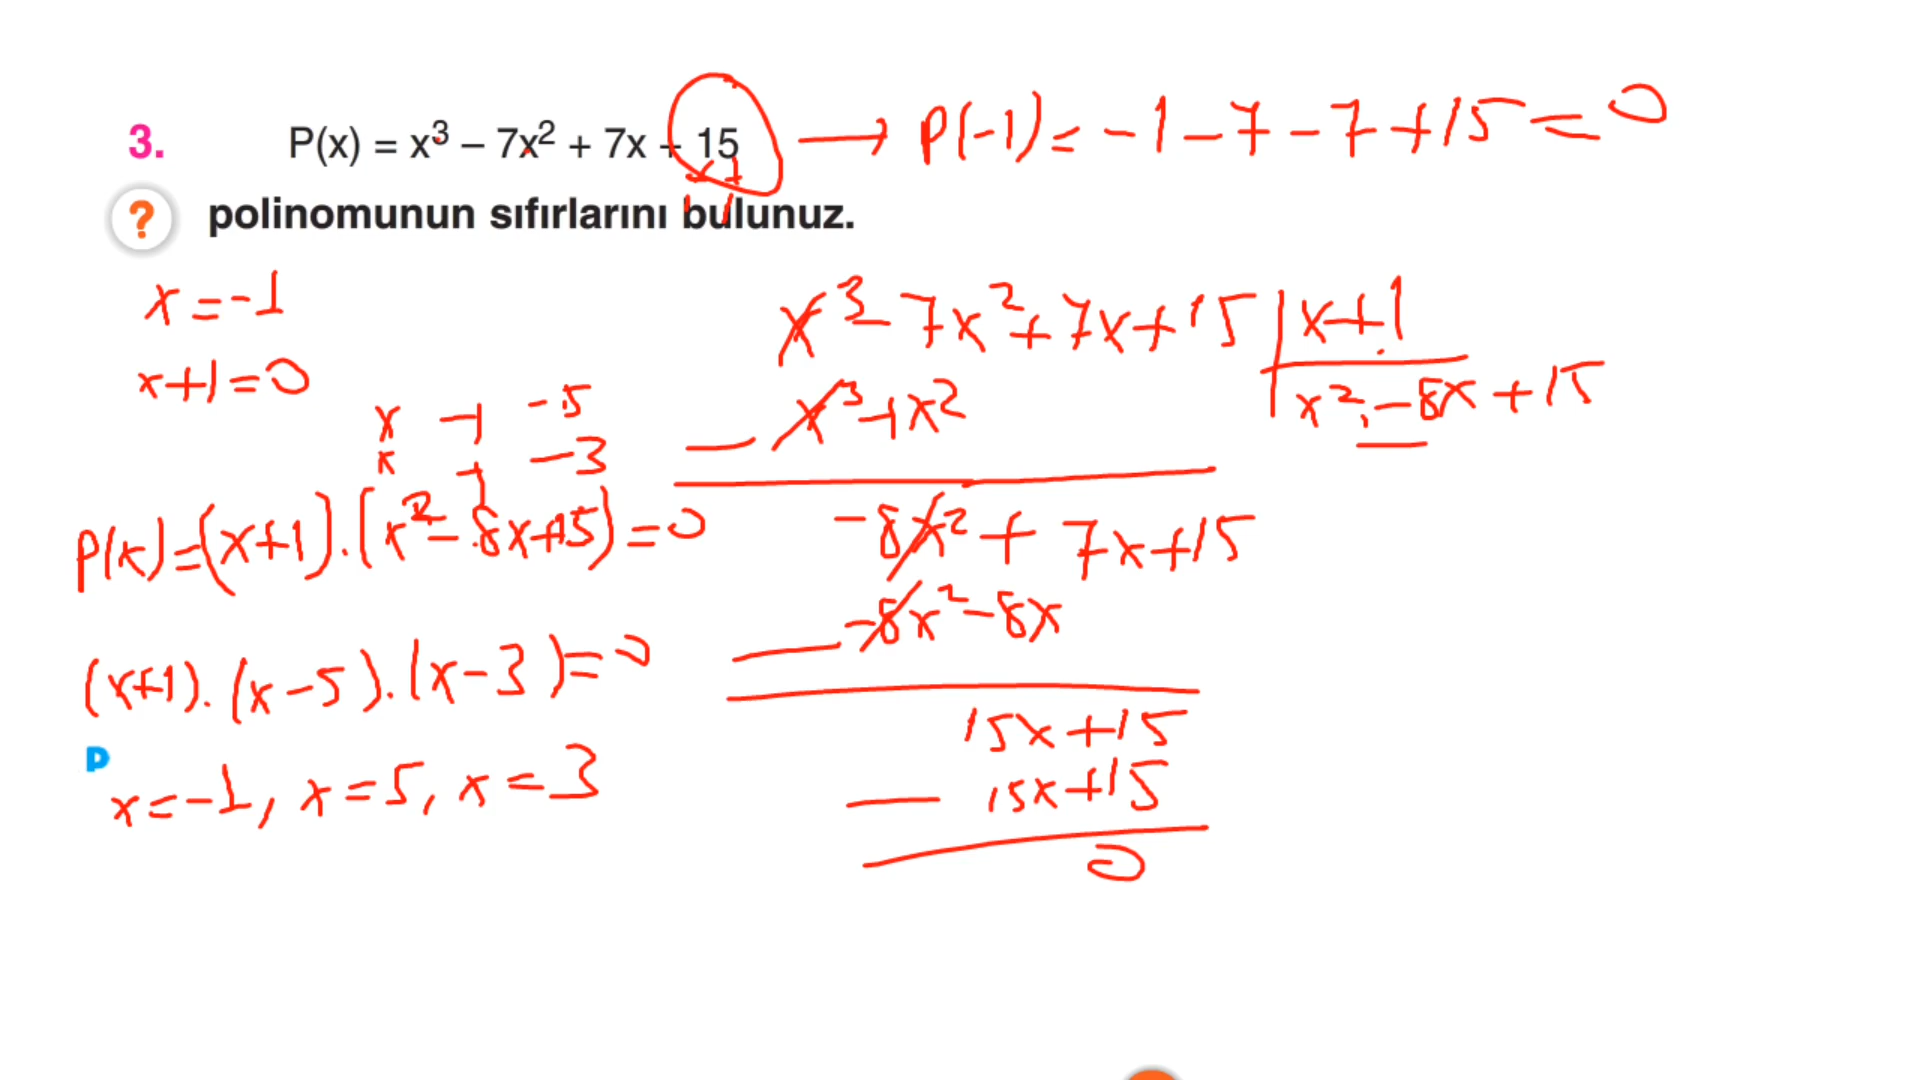 3. P(x) = x³ – 7x² + 7x + 15 → P(-1) = -1 - 7 - 7 + 15 = 0
? polinomunun sıfırlarını bulunuz.
x = -1
x+1 = 0
x -5
x -3
P(x) = (x+1).(x² - 8x + 15) = 0
(x+1).(x-5).(x-3) = 0
x = -1, x = 5, x = 3
x³ - 7x² + 7x + 15 | x+1
x² - 8x + 15
— x³ + x²
-8x² + 7x + 15
— -8x² - 8x
15x + 15
— 15x + 15
0